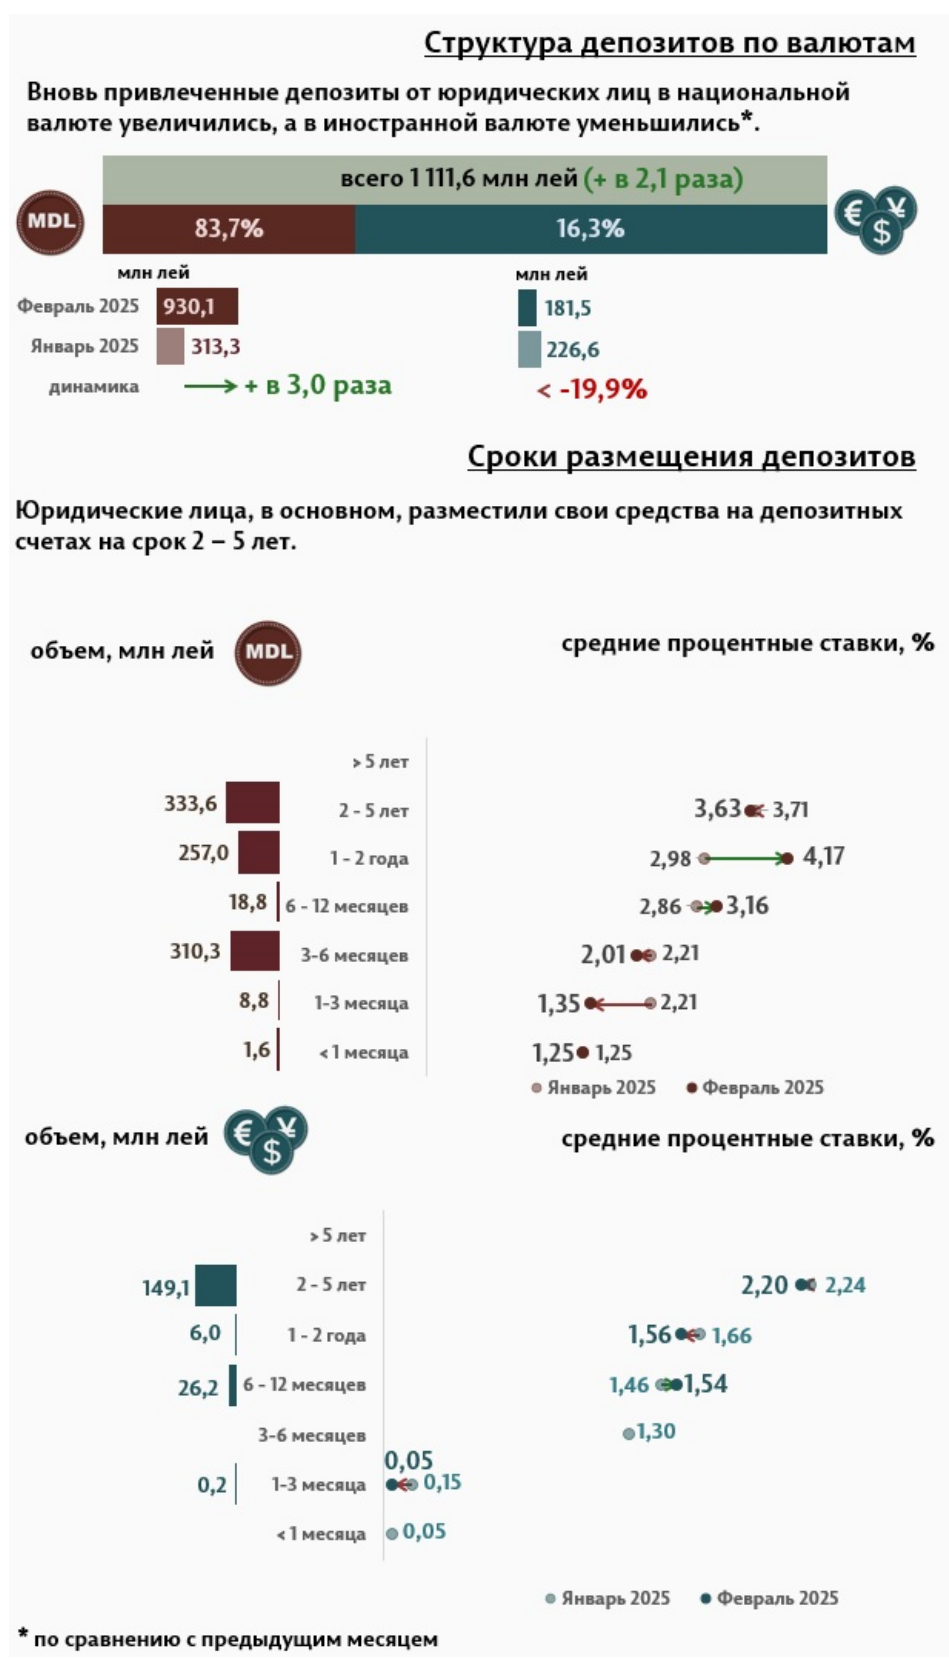 Структура депозитов по валютам
Вновь привлеченные депозиты от юридических лиц в национальной
валюте увеличились, а в иностранной валюте уменьшились*.
всего 1 111,6 млн лей (+ в 2,1 раза)
MDL 83,7% 16,3% € ¥ $
млн лей млн лей
Февраль 2025 930,1 181,5
Январь 2025 313,3 226,6
динамика + в 3,0 раза < -19,9%
Сроки размещения депозитов
Юридические лица, в основном, разместили свои средства на депозитных
счетах на срок 2 – 5 лет.
объем, млн лей MDL средние процентные ставки, %
> 5 лет
333,6 2 - 5 лет 3,63 3,71
257,0 1 - 2 года 2,98 4,17
18,8 6 - 12 месяцев 2,86 3,16
310,3 3-6 месяцев 2,01 2,21
8,8 1-3 месяца 1,35 2,21
1,6 < 1 месяца 1,25 1,25
Январь 2025 Февраль 2025
объем, млн лей € ¥ $ средние процентные ставки, %
> 5 лет
149,1 2 - 5 лет 2,20 2,24
6,0 1 - 2 года 1,56 1,66
26,2 6 - 12 месяцев 1,46 1,54
3-6 месяцев 1,30
0,05
0,2 1-3 месяца 0,15
< 1 месяца 0,05
Январь 2025 Февраль 2025
* по сравнению с предыдущим месяцем